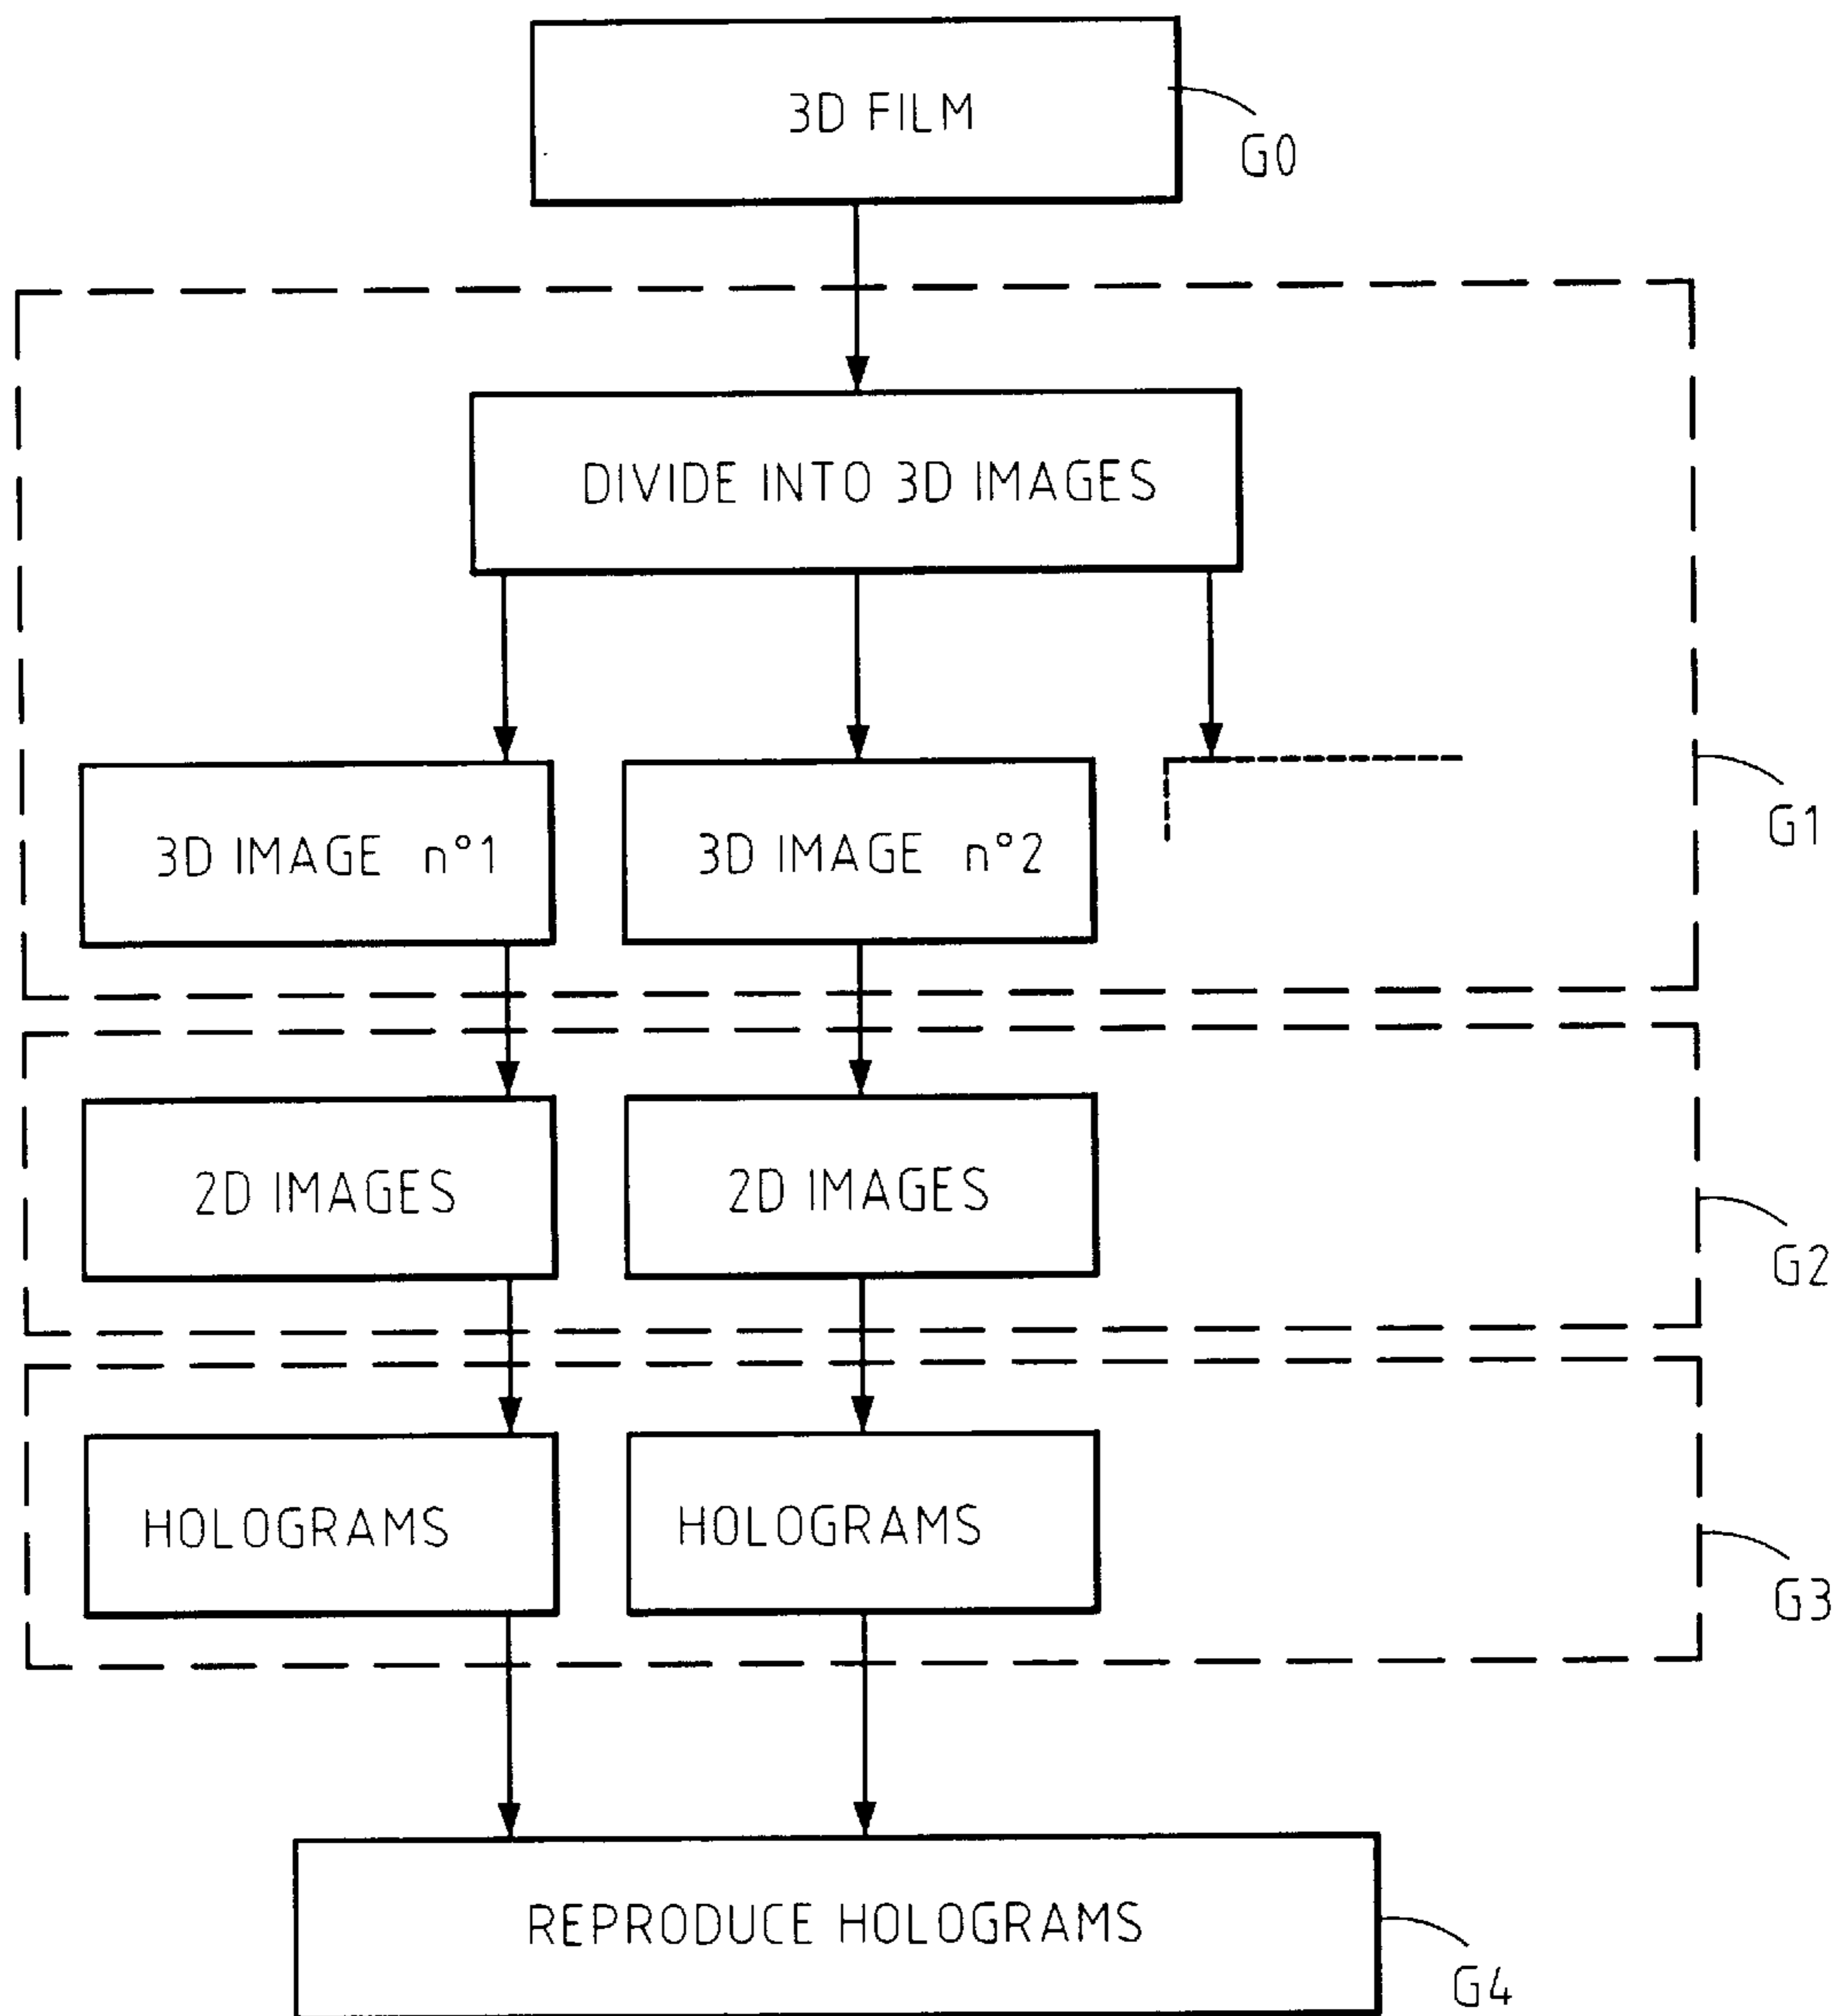 3D FILM
G0
DIVIDE INTO 3D IMAGES
3D IMAGE n°1
3D IMAGE n°2
G1
2D IMAGES
2D IMAGES
G2
HOLOGRAMS
HOLOGRAMS
G3
REPRODUCE HOLOGRAMS
G4